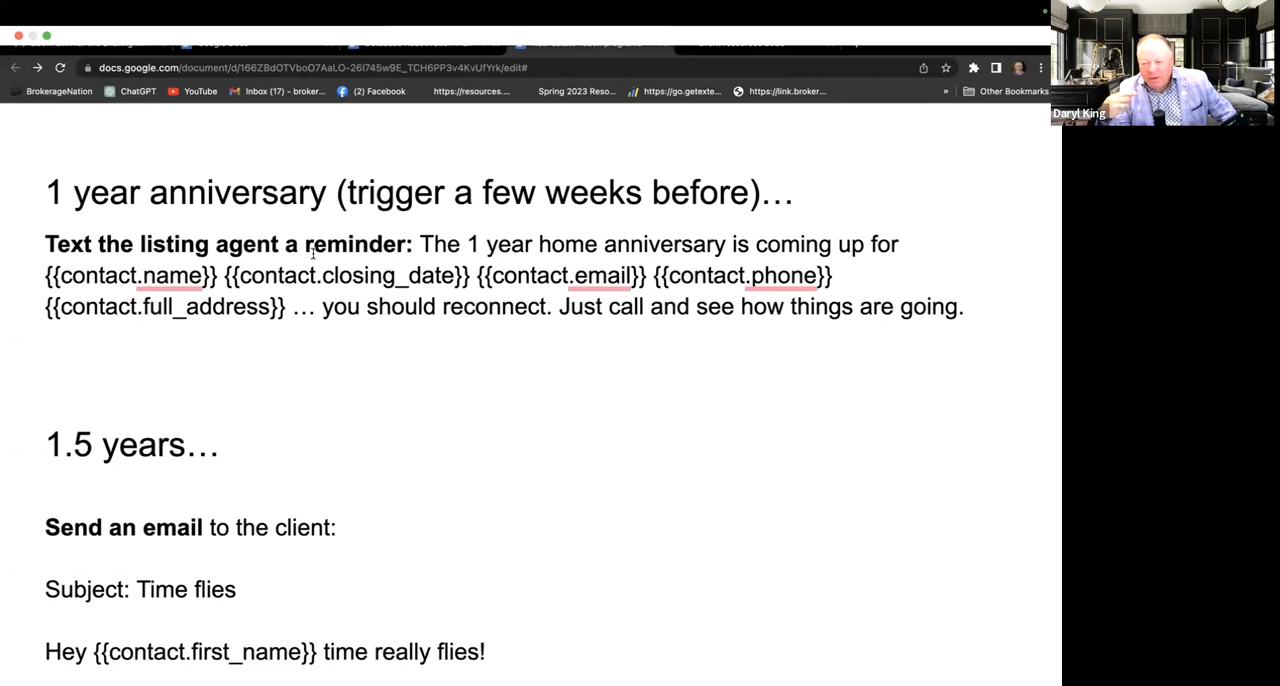 docs.google.com/document/d/166ZBdOTVboO7AaLO-26I745w9E_TCH6PP3v4KvUfYrk/edit#
BrokerageNation ChatGPT YouTube Inbox (17) - broker... (2) Facebook https://resources.... Spring 2023 Reso... https://go.getexte... https://link.broker... » Other Bookmarks
Daryl King
1 year anniversary (trigger a few weeks before)…
Text the listing agent a reminder: The 1 year home anniversary is coming up for
{{contact.name}} {{contact.closing_date}} {{contact.email}} {{contact.phone}}
{{contact.full_address}} … you should reconnect. Just call and see how things are going.
1.5 years…
Send an email to the client:
Subject: Time flies
Hey {{contact.first_name}} time really flies!